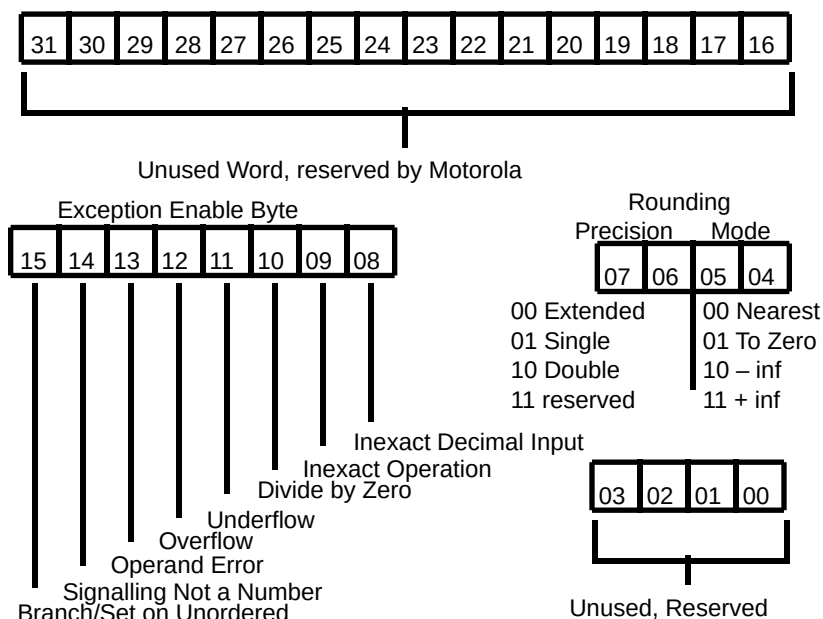 31 30 29 28 27 26 25 24 23 22 21 20 19 18 17 16
Unused Word, reserved by Motorola
Exception Enable Byte
15 14 13 12 11 10 09 08
Inexact Decimal Input
Inexact Operation
Divide by Zero
Underflow
Overflow
Operand Error
Signalling Not a Number
Branch/Set on Unordered
Rounding
Precision Mode
07 06 05 04
00 Extended 00 Nearest
01 Single 01 To Zero
10 Double 10 – inf
11 reserved 11 + inf
03 02 01 00
Unused, Reserved